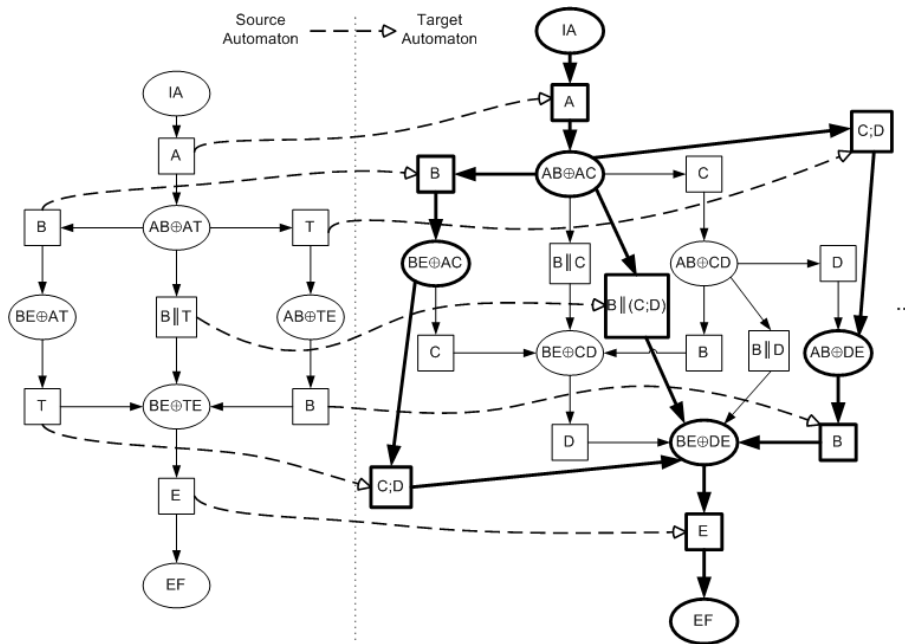 Source
Automaton
Target
Automaton
IA
A
B
AB⊕AT
T
BE⊕AT
B∥T
AB⊕TE
T
BE⊕TE
B
E
EF
IA
A
C;D
B
AB⊕AC
C
BE⊕AC
B∥C
AB⊕CD
D
B∥(C;D)
C
BE⊕CD
B
B∥D
AB⊕DE
D
BE⊕DE
B
C;D
E
EF
..